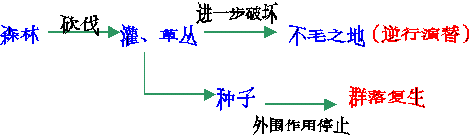 森林 砍伐 灌、草丛 进一步破坏 不毛之地(逆行演替)
种子 外围作用停止 群落复生